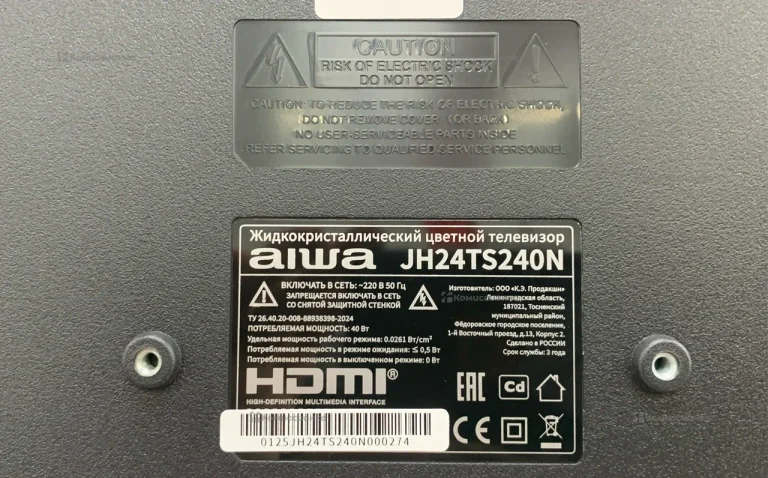 CAUTION
RISK OF ELECTRIC SHOCK
DO NOT OPEN
CAUTION: TO REDUCE THE RISK OF ELECTRIC SHOCK,
DO NOT REMOVE COVER (OR BACK)
NO USER-SERVICEABLE PARTS INSIDE
REFER SERVICING TO QUALIFIED SERVICE PERSONNEL
Жидкокристаллический цветной телевизор
aiwa JH24TS240N
ВКЛЮЧАТЬ В СЕТЬ: ~220 В 50 Гц
ЗАПРЕЩАЕТСЯ ВКЛЮЧАТЬ В СЕТЬ
СО СНЯТОЙ ЗАЩИТНОЙ СТЕНКОЙ
ТУ 26.40.20-008-88938398-2024
ПОТРЕБЛЯЕМАЯ МОЩНОСТЬ: 40 Вт
Удельная мощность рабочего режима: 0.0261 Вт/cm²
Потребляемая мощность в режиме ожидания: ≤ 0,5 Вт
Потребляемая мощность в выключенном режиме: 0 Вт
HDMI®
HIGH-DEFINITION MULTIMEDIA INTERFACE
Изготовитель: ООО «К.Э. Продакшн»
Ленинградская область,
187021, Тосненский
муниципальный район,
Фёдоровское городское поселение,
1-й Восточный проезд, д.13, Корпус 2.
Сделано в РОССИИ
Срок службы: 3 года
EAC Cd
CE
0125JH24TS240N000274